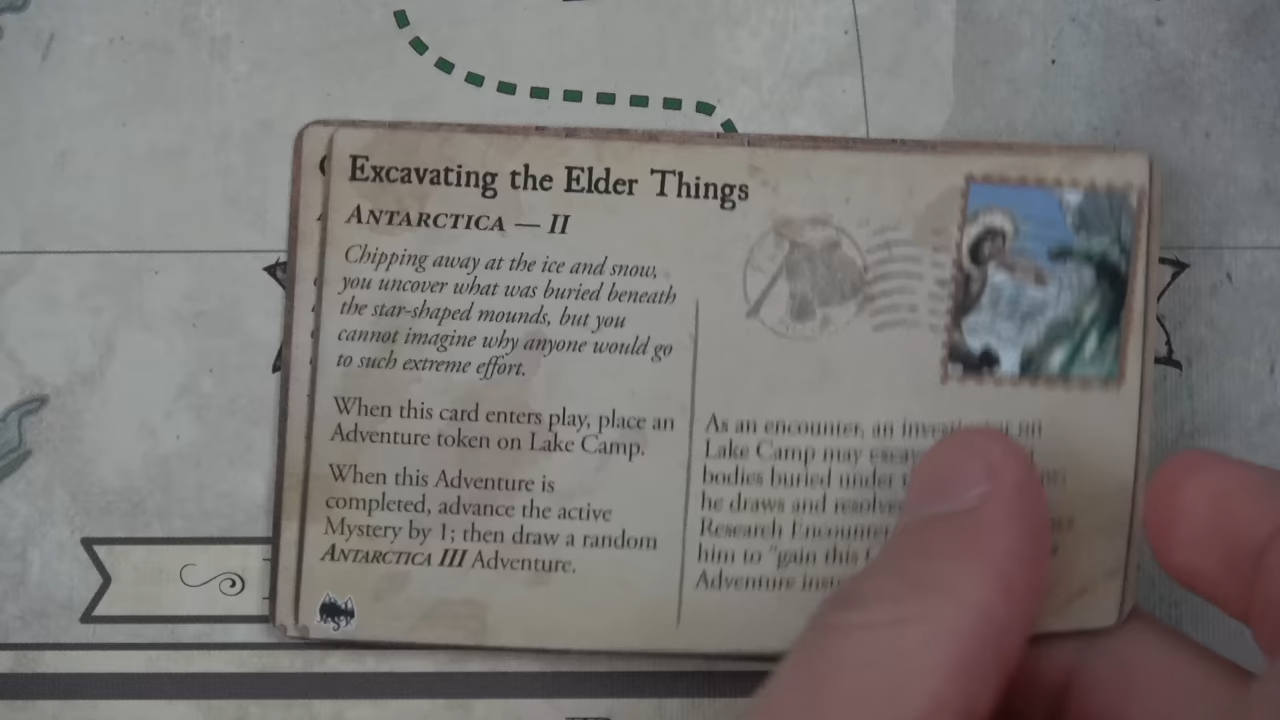 Excavating the Elder Things
ANTARCTICA — II
Chipping away at the ice and snow,
you uncover what was buried beneath
the star-shaped mounds, but you
cannot imagine why anyone would go
to such extreme effort.
When this card enters play, place an
Adventure token on Lake Camp.
When this Adventure is
completed, advance the active
Mystery by 1; then draw a random
ANTARCTICA III Adventure.
As an encounter, an
Lake Camp may
bodies buried under
he draws and
Research Encounter
him to "gain this
Adventure